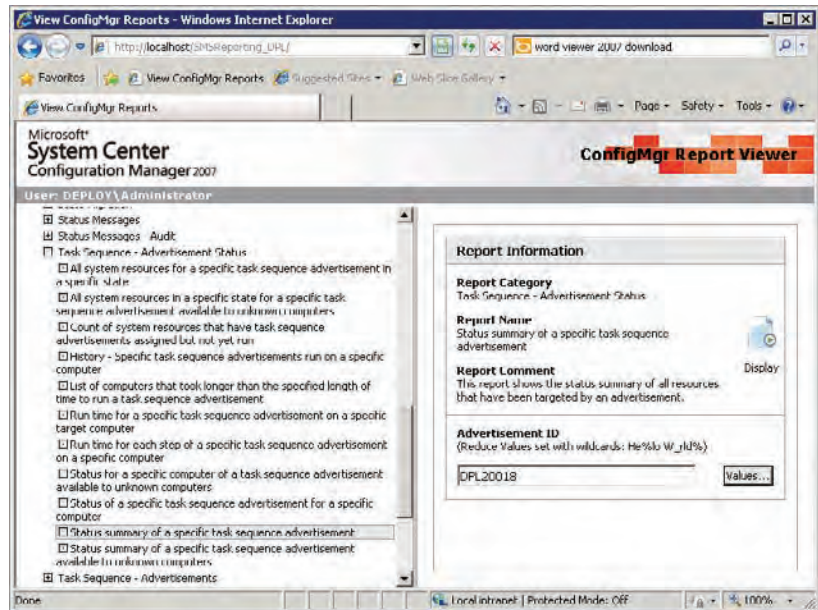 View ConfigMgr Reports - Windows Internet Explorer
http://localhost/SMSReporting_DPL/
word viewer 2007 download
Favorites
View ConfigMgr Reports
Suggested Sites
Web Slice Gallery
View ConfigMgr Reports
Page
Safety
Tools
Microsoft
System Center
Configuration Manager 2007
ConfigMgr Report Viewer
User: DEPLOY\Administrator
Status Messages
Status Messages - Audit
Task Sequence - Advertisement Status
All system resources for a specific task sequence advertisement in
a specific state
All system resources in a specific state for a specific task
sequence advertisement available to unknown computers
Count of system resources that have task sequence
advertisements assigned but not yet run
History - Specific task sequence advertisements run on a specific
computer
List of computers that took longer than the specified length of
time to run a task sequence advertisement
Run time for a specific task sequence advertisement on a specific
target computer
Run time for each step of a task sequence advertisement
on a specific computer
Status for a specific computer of a task sequence advertisement
available to unknown computers
Status of a specific task sequence advertisement for a specific
computer
Status summary of a specific task sequence advertisement
Status summary of a specific task sequence advertisement
available to unknown computers
Task Sequence - Advertisements
Report Information
Report Category
Task Sequence - Advertisement Status
Report Name
Status summary of a specific task sequence
advertisement
Report Comment
This report shows the status summary of all resources
that have been targeted by an advertisement.
Display
Advertisement ID
(Reduce Values set with wildcards: He%lo W_rld%)
DPL20018
Values...
Done
Local intranet | Protected Mode: Off
100%